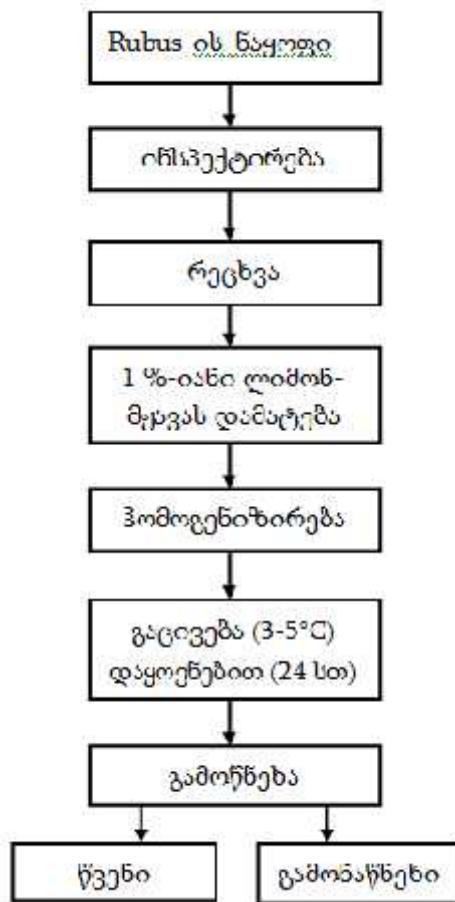 Rubus ის ნაყოფი
ინსპექტირება
რეცხვა
1 %-იანი ლიმონ-
მჟავას დამატება
ჰომოგენიზირება
გაცივება (3-5°C)
დაყოვნებით (24 სთ)
გამოწნეხა
წვენი
გამონაწნეხი